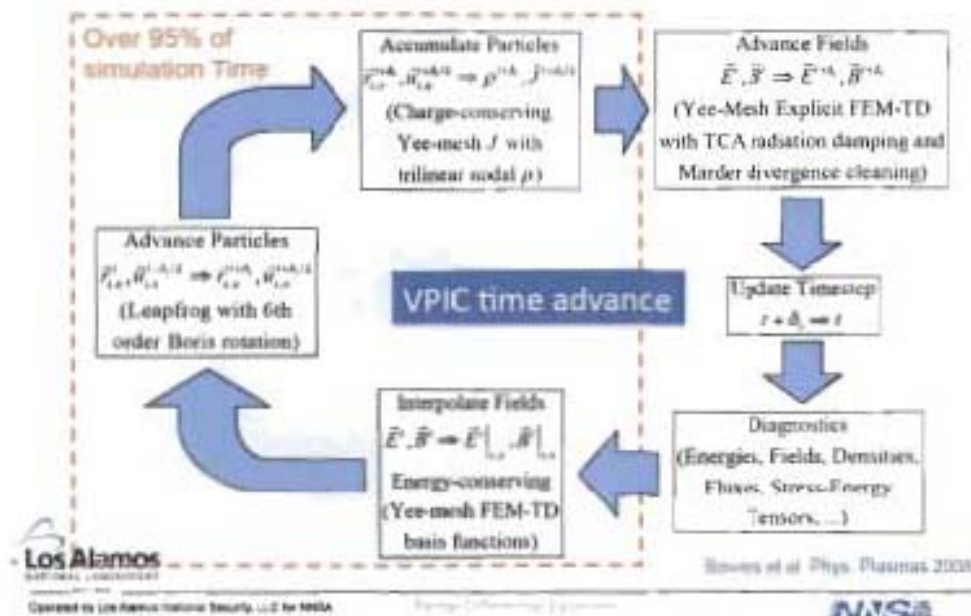 Over 95% of
simulation Time
Accumulate Particles
(Charge-conserving
Yee-mesh J with
trilinear nodal ρ)
Advance Fields
(Yee-Mesh Explicit FEM-TD
with TCA radiation damping and
Marder divergence cleaning)
Advance Particles
(Leapfrog with 6th
order Boris rotation)
VPIC time advance
Update Timestep
Interpolate Fields
Energy-conserving
(Yee-mesh FEM-TD
basis functions)
Diagnostics
(Energies, Fields, Densities,
Fluxes, Stress-Energy
Tensors, ...)
Los Alamos
NATIONAL LABORATORY
Bowers et al Phys. Plasmas 2008
Operated by Los Alamos National Security, LLC for NNSA
NNSA